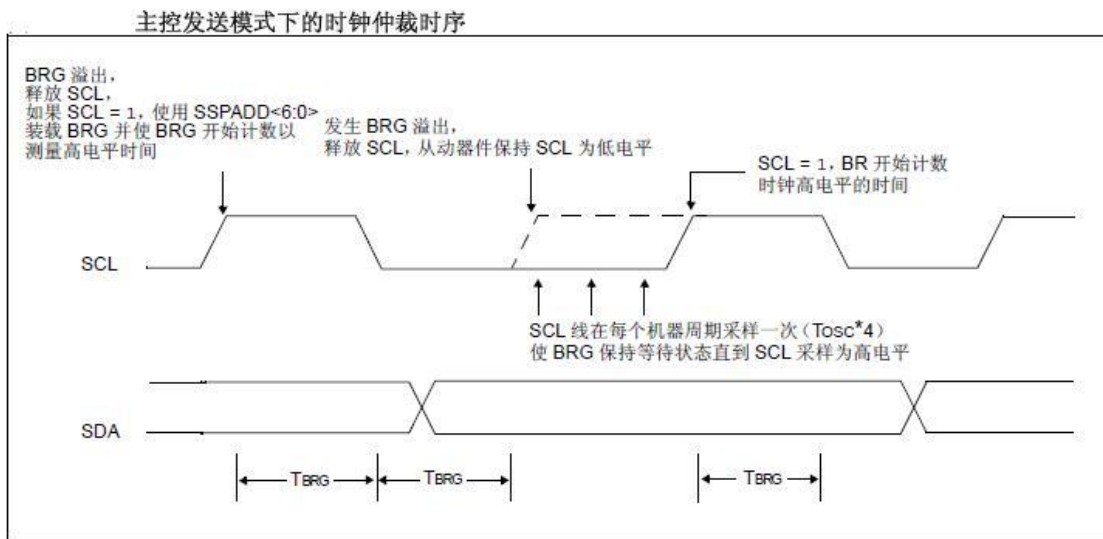 主控发送模式下的时钟仲裁时序
BRG 溢出，
释放 SCL，
如果 SCL = 1，使用 SSPADD<6:0>
装载 BRG 并使 BRG 开始计数以
测量高电平时间
发生 BRG 溢出，
释放 SCL，从动器件保持 SCL 为低电平
SCL = 1，BR 开始计数
时钟高电平的时间
SCL
SCL 线在每个机器周期采样一次（Tosc*4）
使 BRG 保持等待状态直到 SCL 采样为高电平
SDA
TBRG
TBRG
TBRG